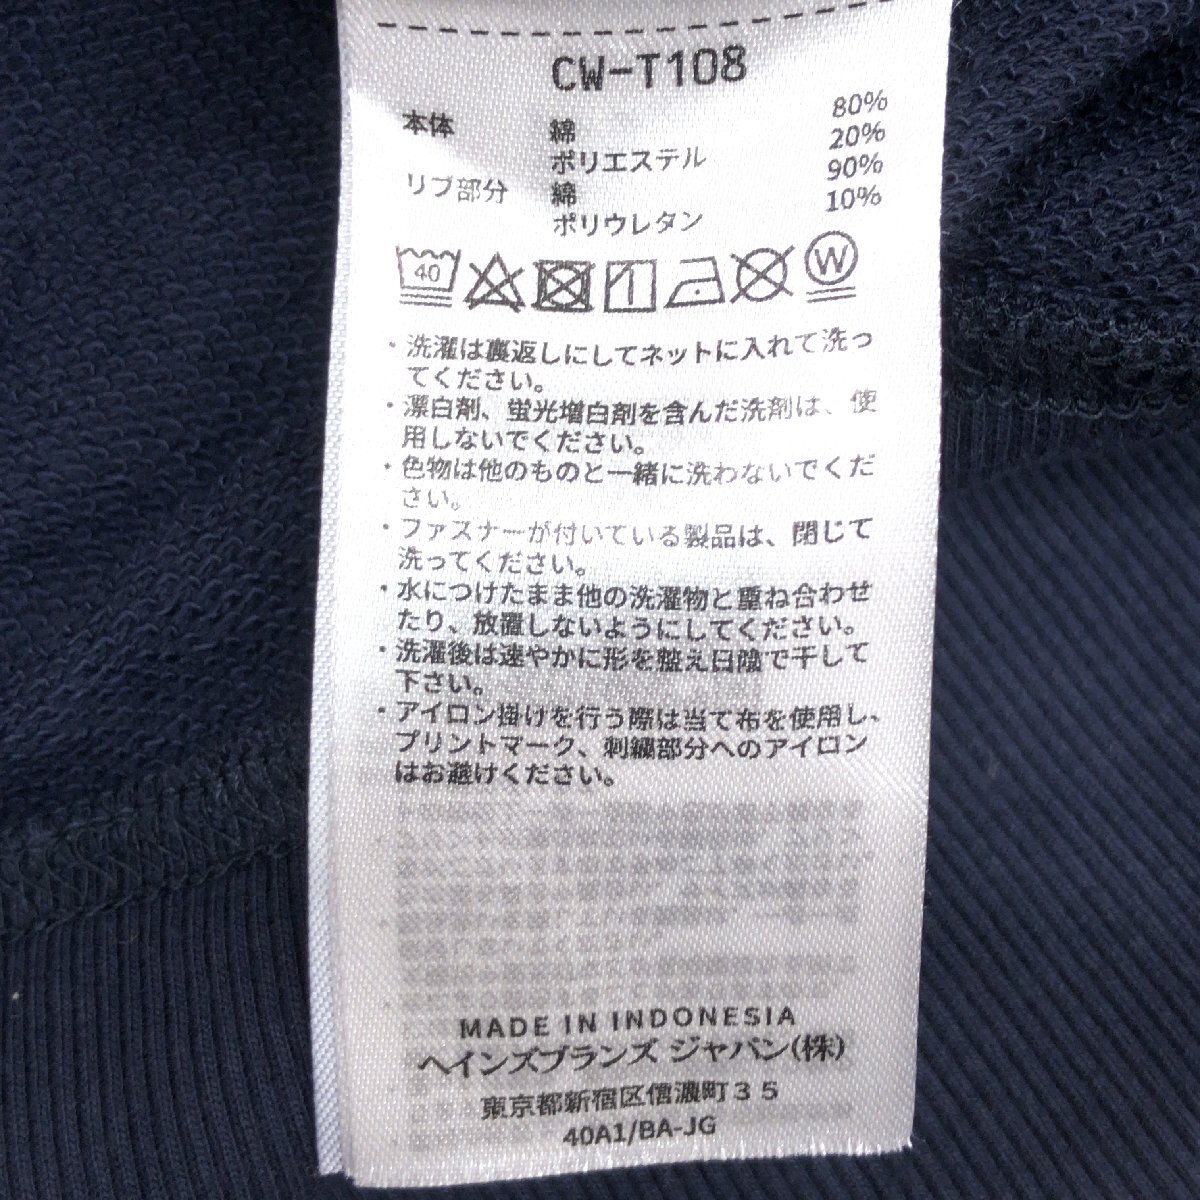 CW-T108
本体 綿 80%
ポリエステル 20%
リブ部分 綿 90%
ポリウレタン 10%
40
W
・洗濯は裏返しにしてネットに入れて洗っ
てください。
・漂白剤、蛍光増白剤を含んだ洗剤は、使
用しないでください。
・色物は他のものと一緒に洗わないでくだ
さい。
・ファスナーが付いている製品は、閉じて
洗ってください。
・水につけたまま他の洗濯物と重ね合わせ
たり、放置しないようにしてください。
・洗濯後は速やかに形を整え日陰で干して
下さい。
・アイロン掛けを行う際は当て布を使用し、
プリントマーク、刺繍部分へのアイロン
はお避けください。
MADE IN INDONESIA
ヘインズブランズ ジャパン(株)
東京都新宿区信濃町35
40A1/BA-JG